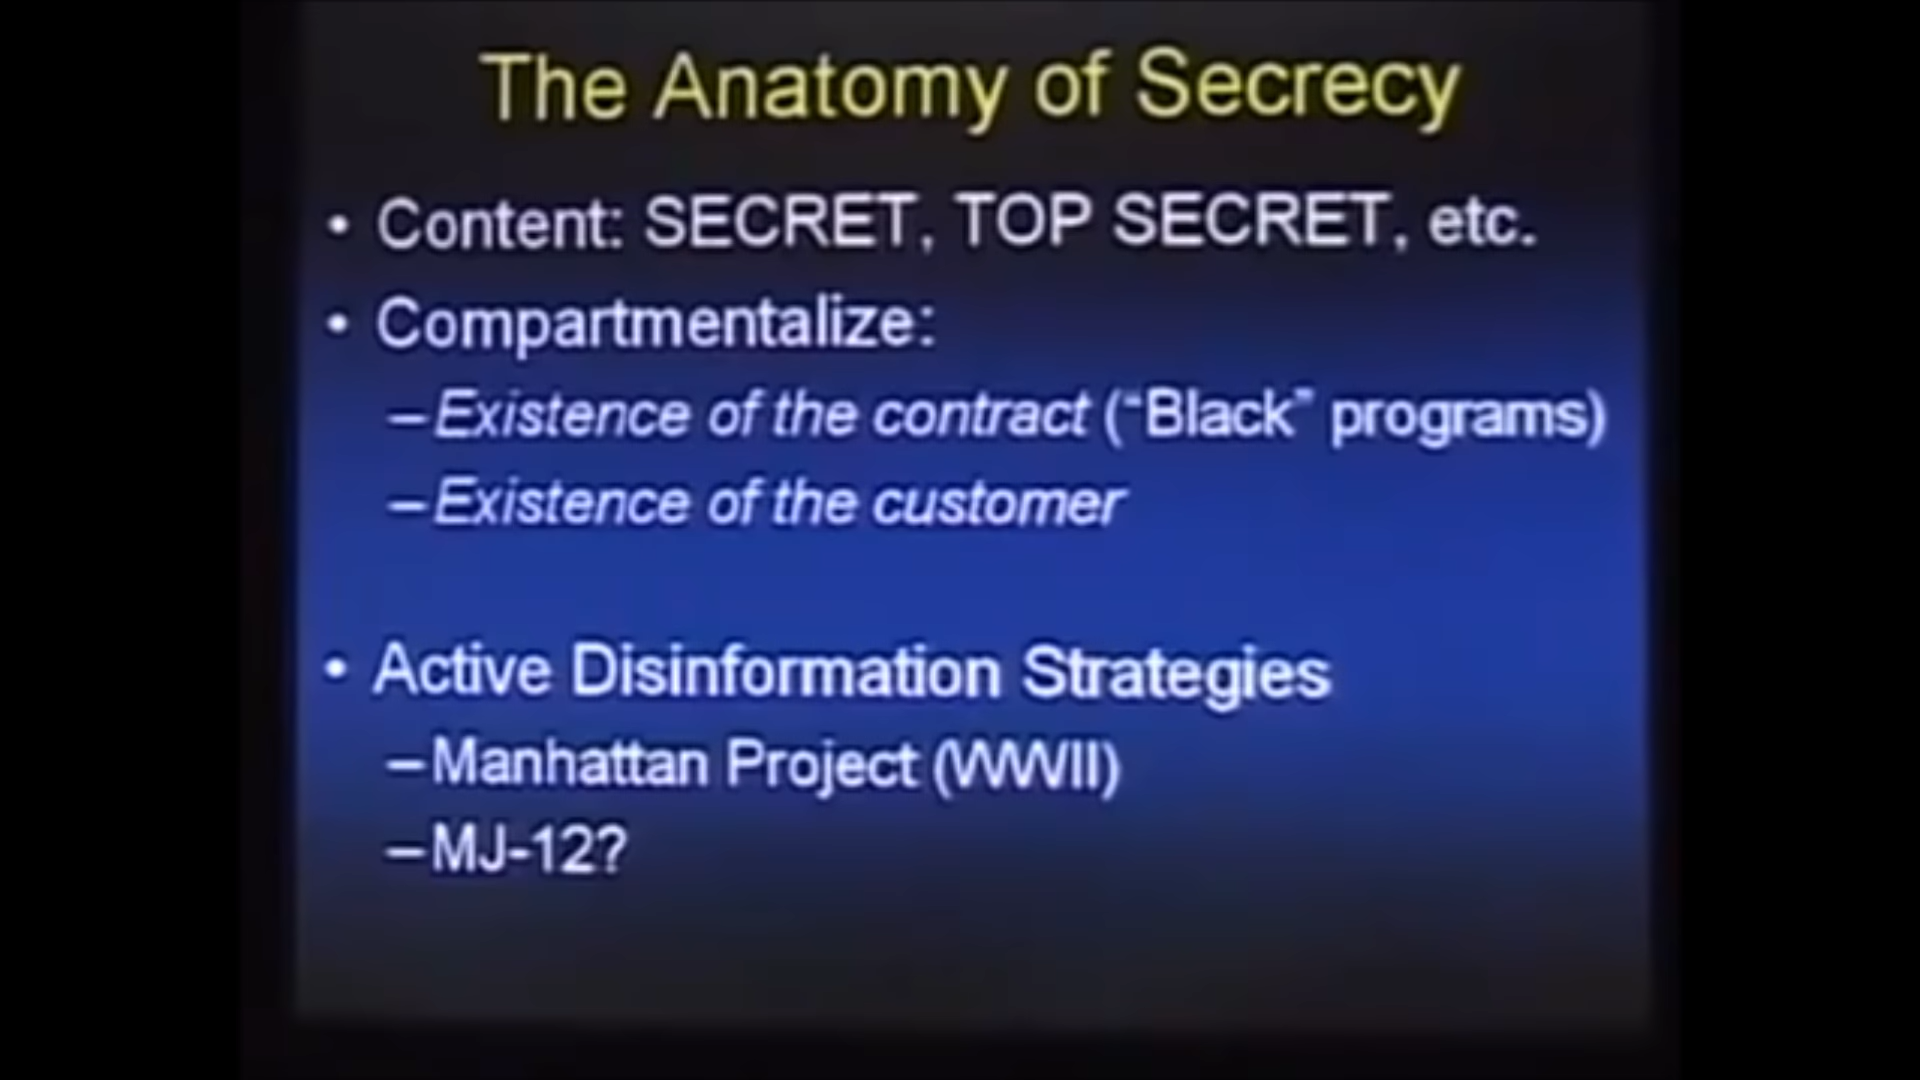 The Anatomy of Secrecy
• Content: SECRET, TOP SECRET, etc.
• Compartmentalize:
–Existence of the contract (“Black” programs)
–Existence of the customer
• Active Disinformation Strategies
–Manhattan Project (WWII)
–MJ-12?